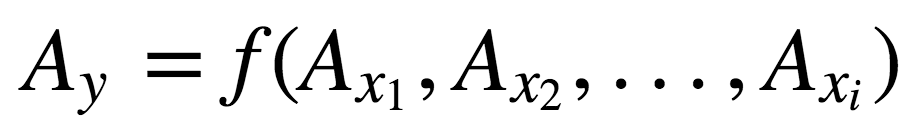 A_y = f(A_{x_1}, A_{x_2}, . . . , A_{x_i})